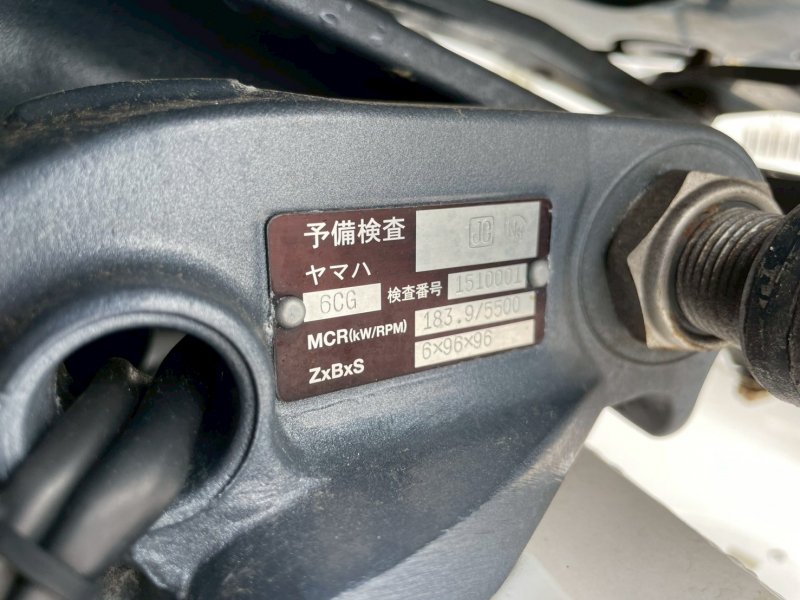 予備検査 JC
ヤマハ
6CG 検査番号 1510001
MCR(kW/RPM) 183.9/5500
ZxBxS 6×96×96